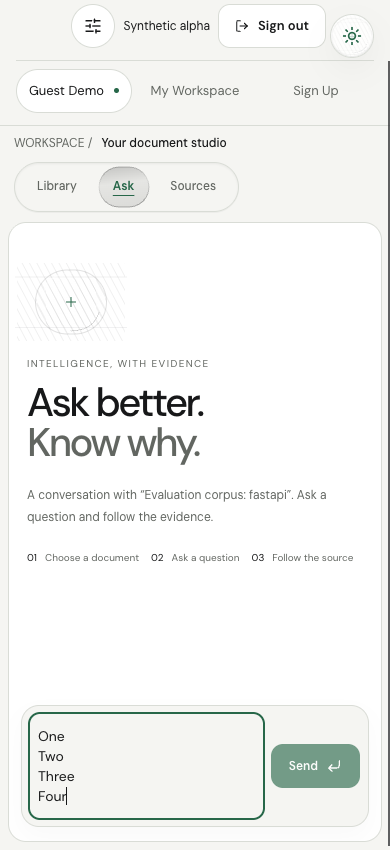 Synthetic alpha
Sign out
Guest Demo
My Workspace
Sign Up
WORKSPACE / Your document studio
Library
Ask
Sources
INTELLIGENCE, WITH EVIDENCE
Ask better.
Know why.
A conversation with “Evaluation corpus: fastapi”. Ask a
question and follow the evidence.
01 Choose a document 02 Ask a question 03 Follow the source
One
Two
Three
Four
Send